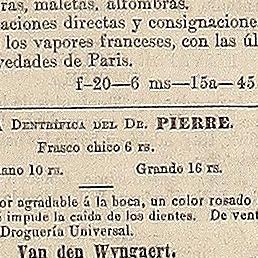 ras, maletas, alfombras.
aciones directas y consignacione
los vapores franceses, con las úl
vedades de Paris.
f—20—6 ms—15a—45
DENTRÍFICA DEL DR. PIERRE.
Frasco chico 6 rs.
ano 10 rs. Grande 16 rs.
or agradable á la boca, un color rosado
é impide la caida de los dientes. De vent
Droguería Universal.
Van den Wyngaert.